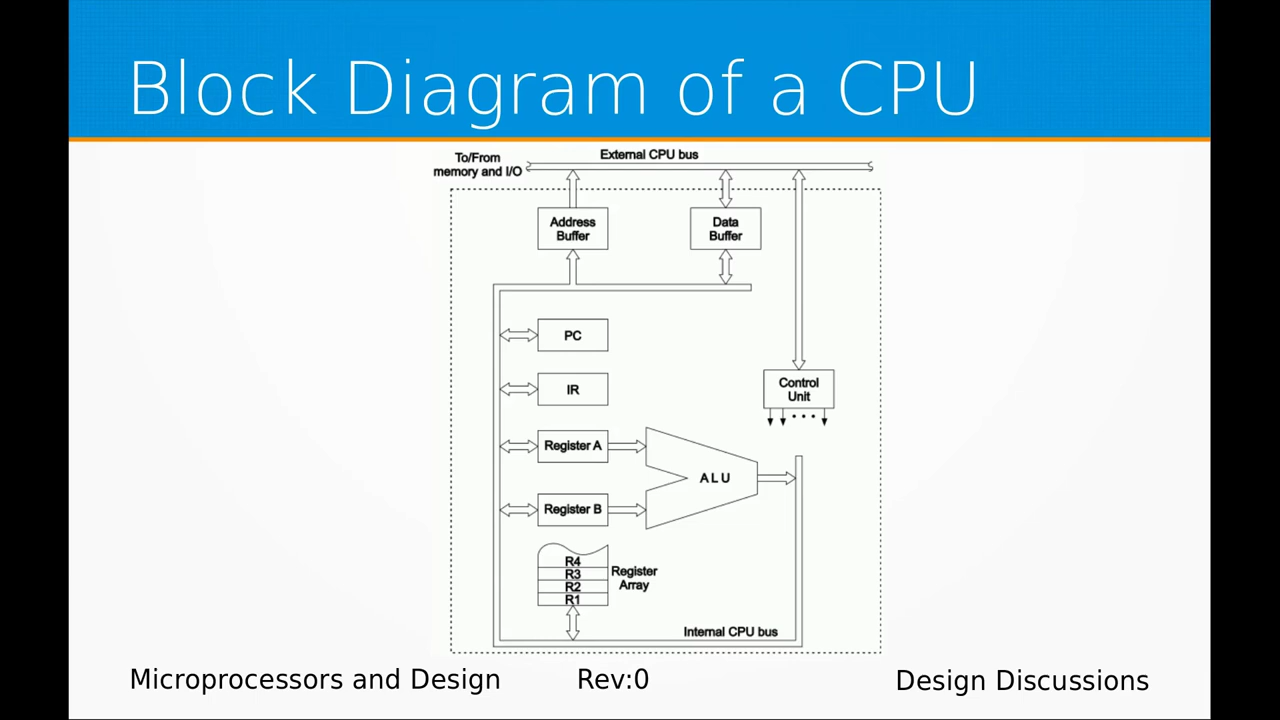 Block Diagram of a CPU
To/From
memory and I/O
External CPU bus
Address
Buffer
Data
Buffer
PC
IR
Control
Unit
Register A
ALU
Register B
R4
R3
R2
R1
Register
Array
Internal CPU bus
Microprocessors and Design
Rev:0
Design Discussions